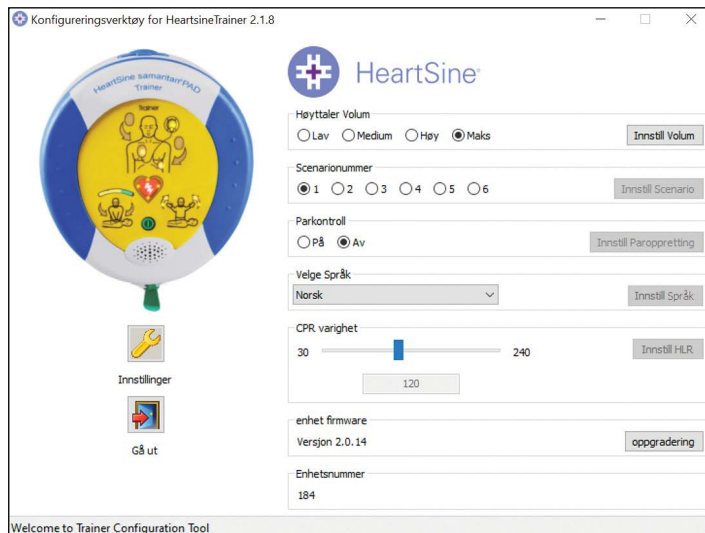 Konfigureringsverktøy for HeartsineTrainer 2.1.8
HeartSine samaritan PAD
Trainer
Trainer
HeartSine
Høyttaler Volum
Lav Medium Høy Maks Innstill Volum
Scenarionummer
1 2 3 4 5 6 Innstill Scenario
Parkontroll
På Av Innstill Paroppretting
Velge Språk
Norsk Innstill Språk
CPR varighet
30 240 Innstill HLR
120
Innstillinger
enhet firmware
Versjon 2.0.14 oppgradering
Gå ut
Enhetsnummer
184
Welcome to Trainer Configuration Tool